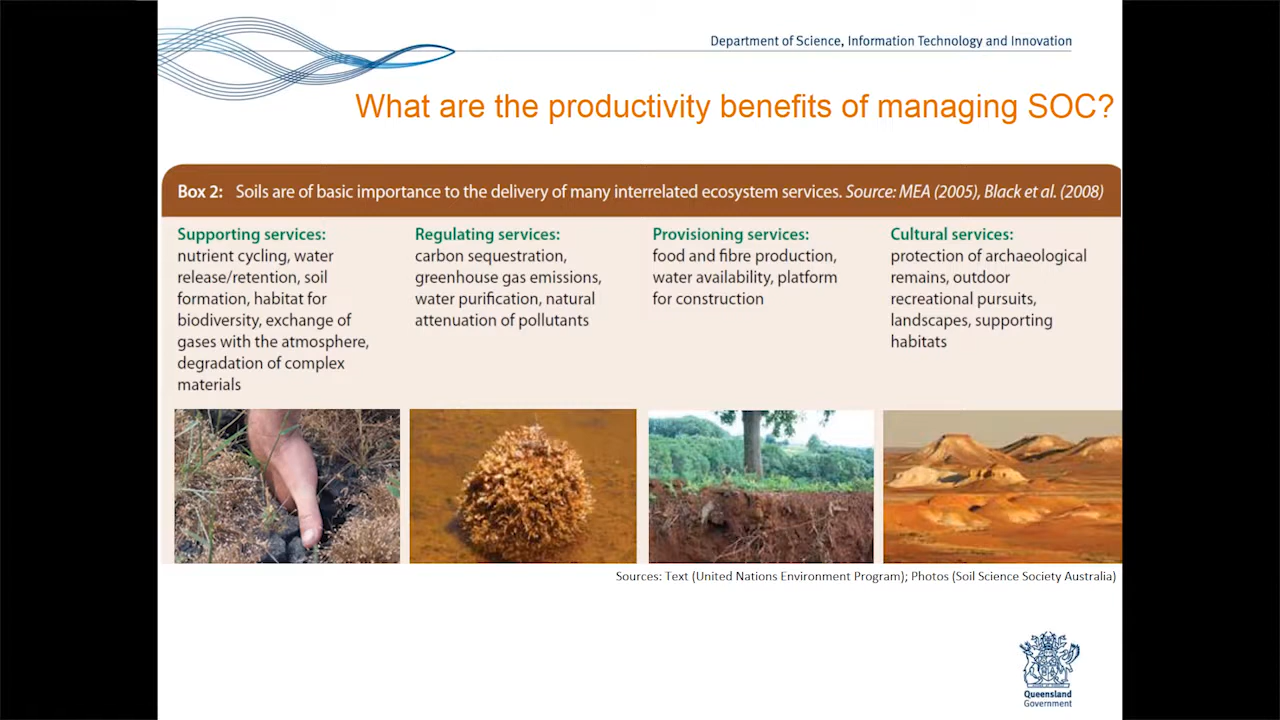 Department of Science, Information Technology and Innovation
What are the productivity benefits of managing SOC?
Box 2: Soils are of basic importance to the delivery of many interrelated ecosystem services. Source: MEA (2005), Black et al. (2008)
Supporting services:
nutrient cycling, water
release/retention, soil
formation, habitat for
biodiversity, exchange of
gases with the atmosphere,
degradation of complex
materials
Regulating services:
carbon sequestration,
greenhouse gas emissions,
water purification, natural
attenuation of pollutants
Provisioning services:
food and fibre production,
water availability, platform
for construction
Cultural services:
protection of archaeological
remains, outdoor
recreational pursuits,
landscapes, supporting
habitats
Sources: Text (United Nations Environment Program); Photos (Soil Science Society Australia)
Queensland
Government